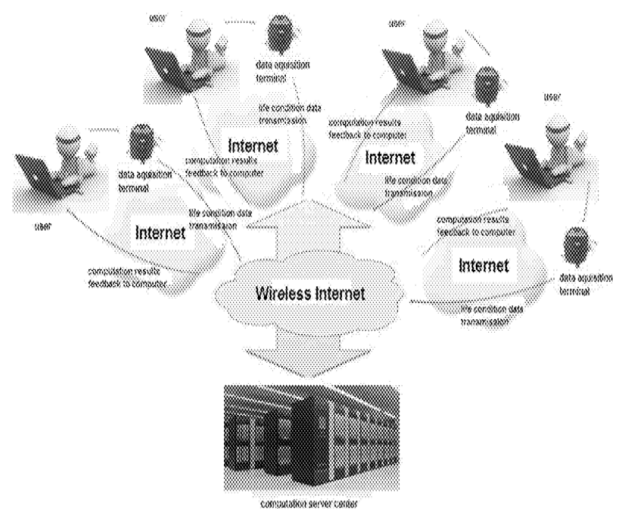 user
data aquisition
terminal
life condition data
transmission
Internet
computation results
feedback to computer
user
data aquisition
terminal
computation results
feedback to computer
Internet
life condition data
transmission
data aquisition
terminal
user
life condition data
transmission
Internet
computation results
feedback to computer
user
computation results
feedback to computer
Internet
data aquisition
terminal
life condition data
transmission
Wireless Internet
computation server center